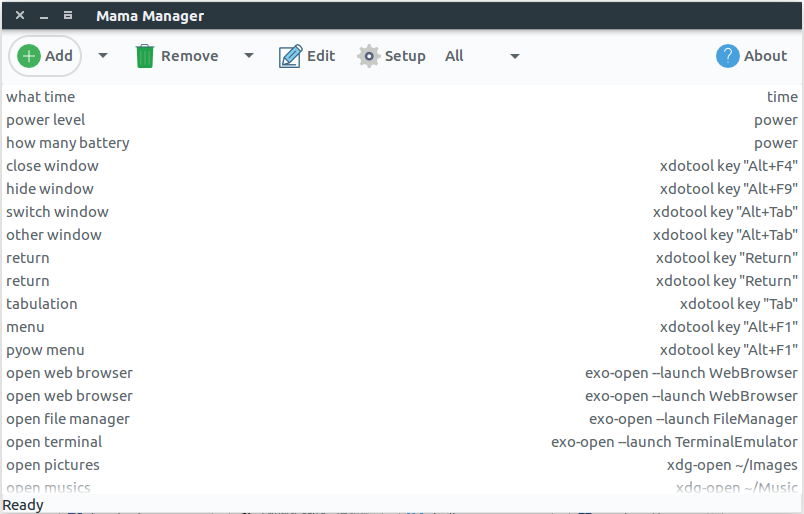 Mama Manager
Add Remove Edit Setup All About
what time time
power level power
how many battery power
close window xdotool key "Alt+F4"
hide window xdotool key "Alt+F9"
switch window xdotool key "Alt+Tab"
other window xdotool key "Alt+Tab"
return xdotool key "Return"
return xdotool key "Return"
tabulation xdotool key "Tab"
menu xdotool key "Alt+F1"
pyow menu xdotool key "Alt+F1"
open web browser exo-open --launch WebBrowser
open web browser exo-open --launch WebBrowser
open file manager exo-open --launch FileManager
open terminal exo-open --launch TerminalEmulator
open pictures xdg-open ~/Images
open musics xdg-open ~/Music
Ready